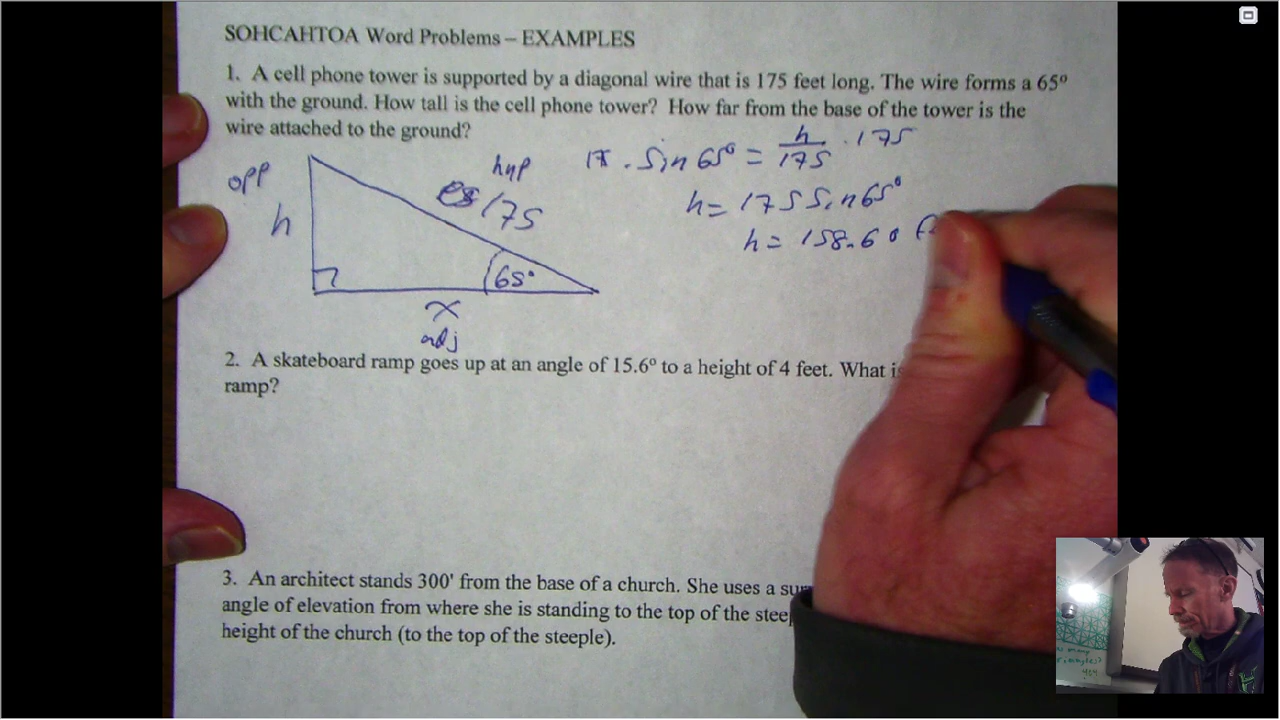 SOHCAHTOA Word Problems – EXAMPLES
1. A cell phone tower is supported by a diagonal wire that is 175 feet long. The wire forms a 65º
with the ground. How tall is the cell phone tower? How far from the base of the tower is the
wire attached to the ground?
17 · Sin 65° = h/175 · 175
h = 175 Sin 65°
h = 158.60
opp
hyp
175
h
65°
x
adj
2. A skateboard ramp goes up at an angle of 15.6º to a height of 4 feet. What
ramp?
3. An architect stands 300' from the base of a church. She uses a
angle of elevation from where she is standing to the top of the
height of the church (to the top of the steeple).